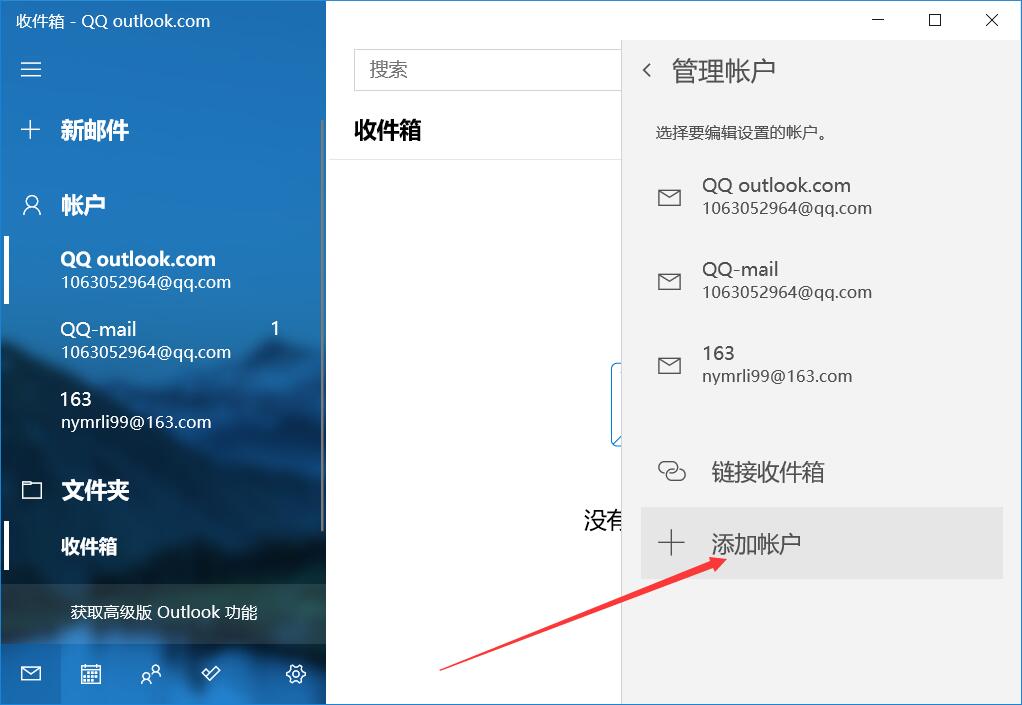 收件箱 - QQ outlook.com
新邮件
帐户
QQ outlook.com
1063052964@qq.com
QQ-mail 1
1063052964@qq.com
163
nymrli99@163.com
文件夹
收件箱
获取高级版 Outlook 功能
搜索
收件箱
没有
管理帐户
选择要编辑设置的帐户。
QQ outlook.com
1063052964@qq.com
QQ-mail
1063052964@qq.com
163
nymrli99@163.com
链接收件箱
添加帐户